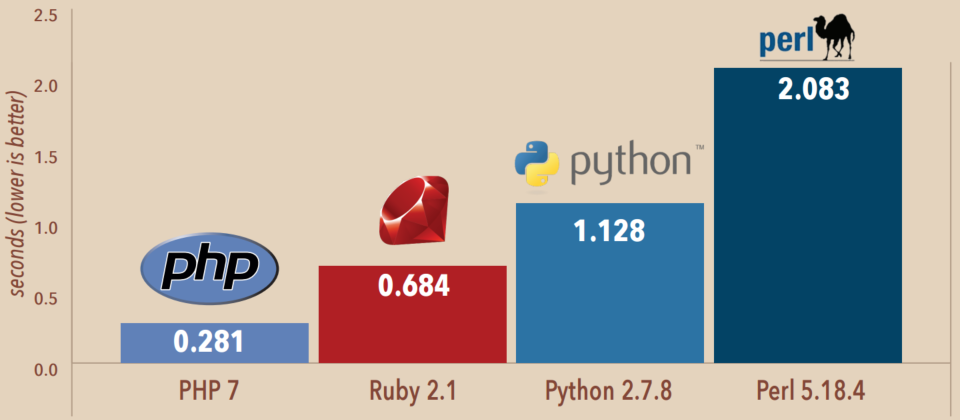 seconds (lower is better)
2.5
2.0
1.5
1.0
0.5
0.0
php
0.281
0.684
python™
1.128
perl
2.083
PHP 7
Ruby 2.1
Python 2.7.8
Perl 5.18.4